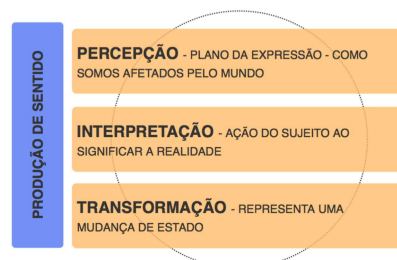 PRODUÇÃO DE SENTIDO
PERCEPÇÃO - PLANO DA EXPRESSÃO - COMO
SOMOS AFETADOS PELO MUNDO
INTERPRETAÇÃO - AÇÃO DO SUJEITO AO
SIGNIFICAR A REALIDADE
TRANSFORMAÇÃO - REPRESENTA UMA
MUDANÇA DE ESTADO